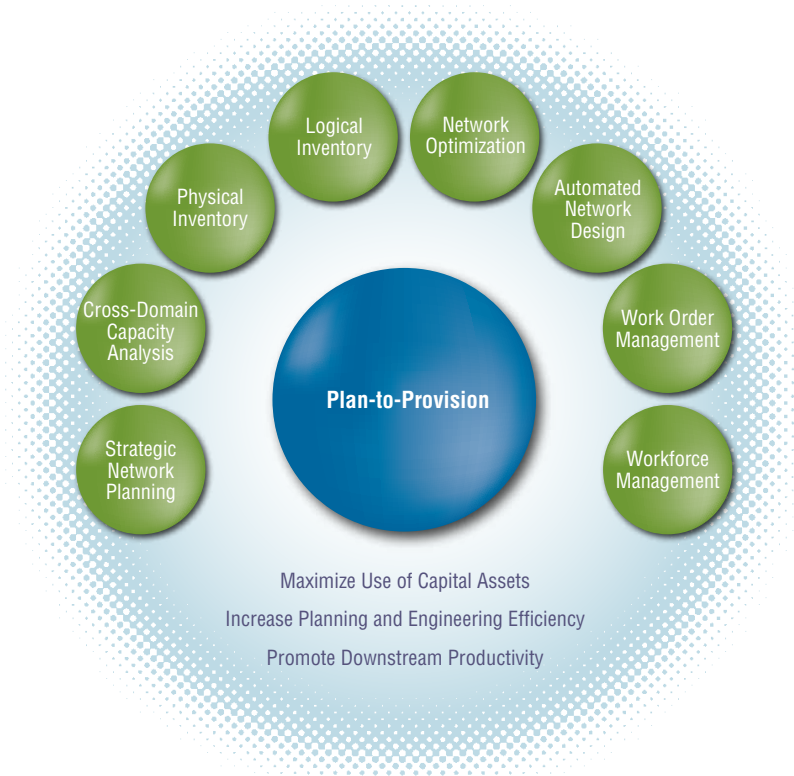 Logical
Inventory
Network
Optimization
Physical
Inventory
Automated
Network
Design
Cross-Domain
Capacity
Analysis
Work Order
Management
Plan-to-Provision
Strategic
Network
Planning
Workforce
Management
Maximize Use of Capital Assets
Increase Planning and Engineering Efficiency
Promote Downstream Productivity